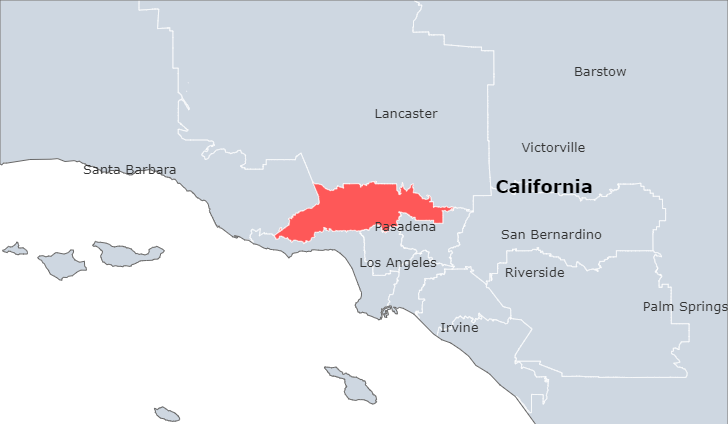 Barstow
Lancaster
Victorville
Santa Barbara
California
Pasadena
San Bernardino
Los Angeles
Riverside
Palm Springs
Irvine